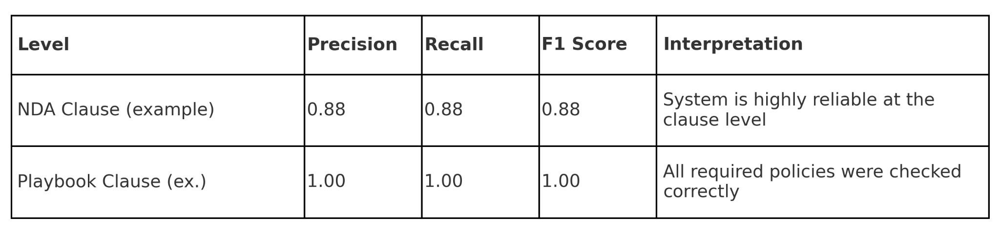 Level Precision Recall F1 Score Interpretation
NDA Clause (example) 0.88 0.88 0.88 System is highly reliable at the
clause level
Playbook Clause (ex.) 1.00 1.00 1.00 All required policies were checked
correctly